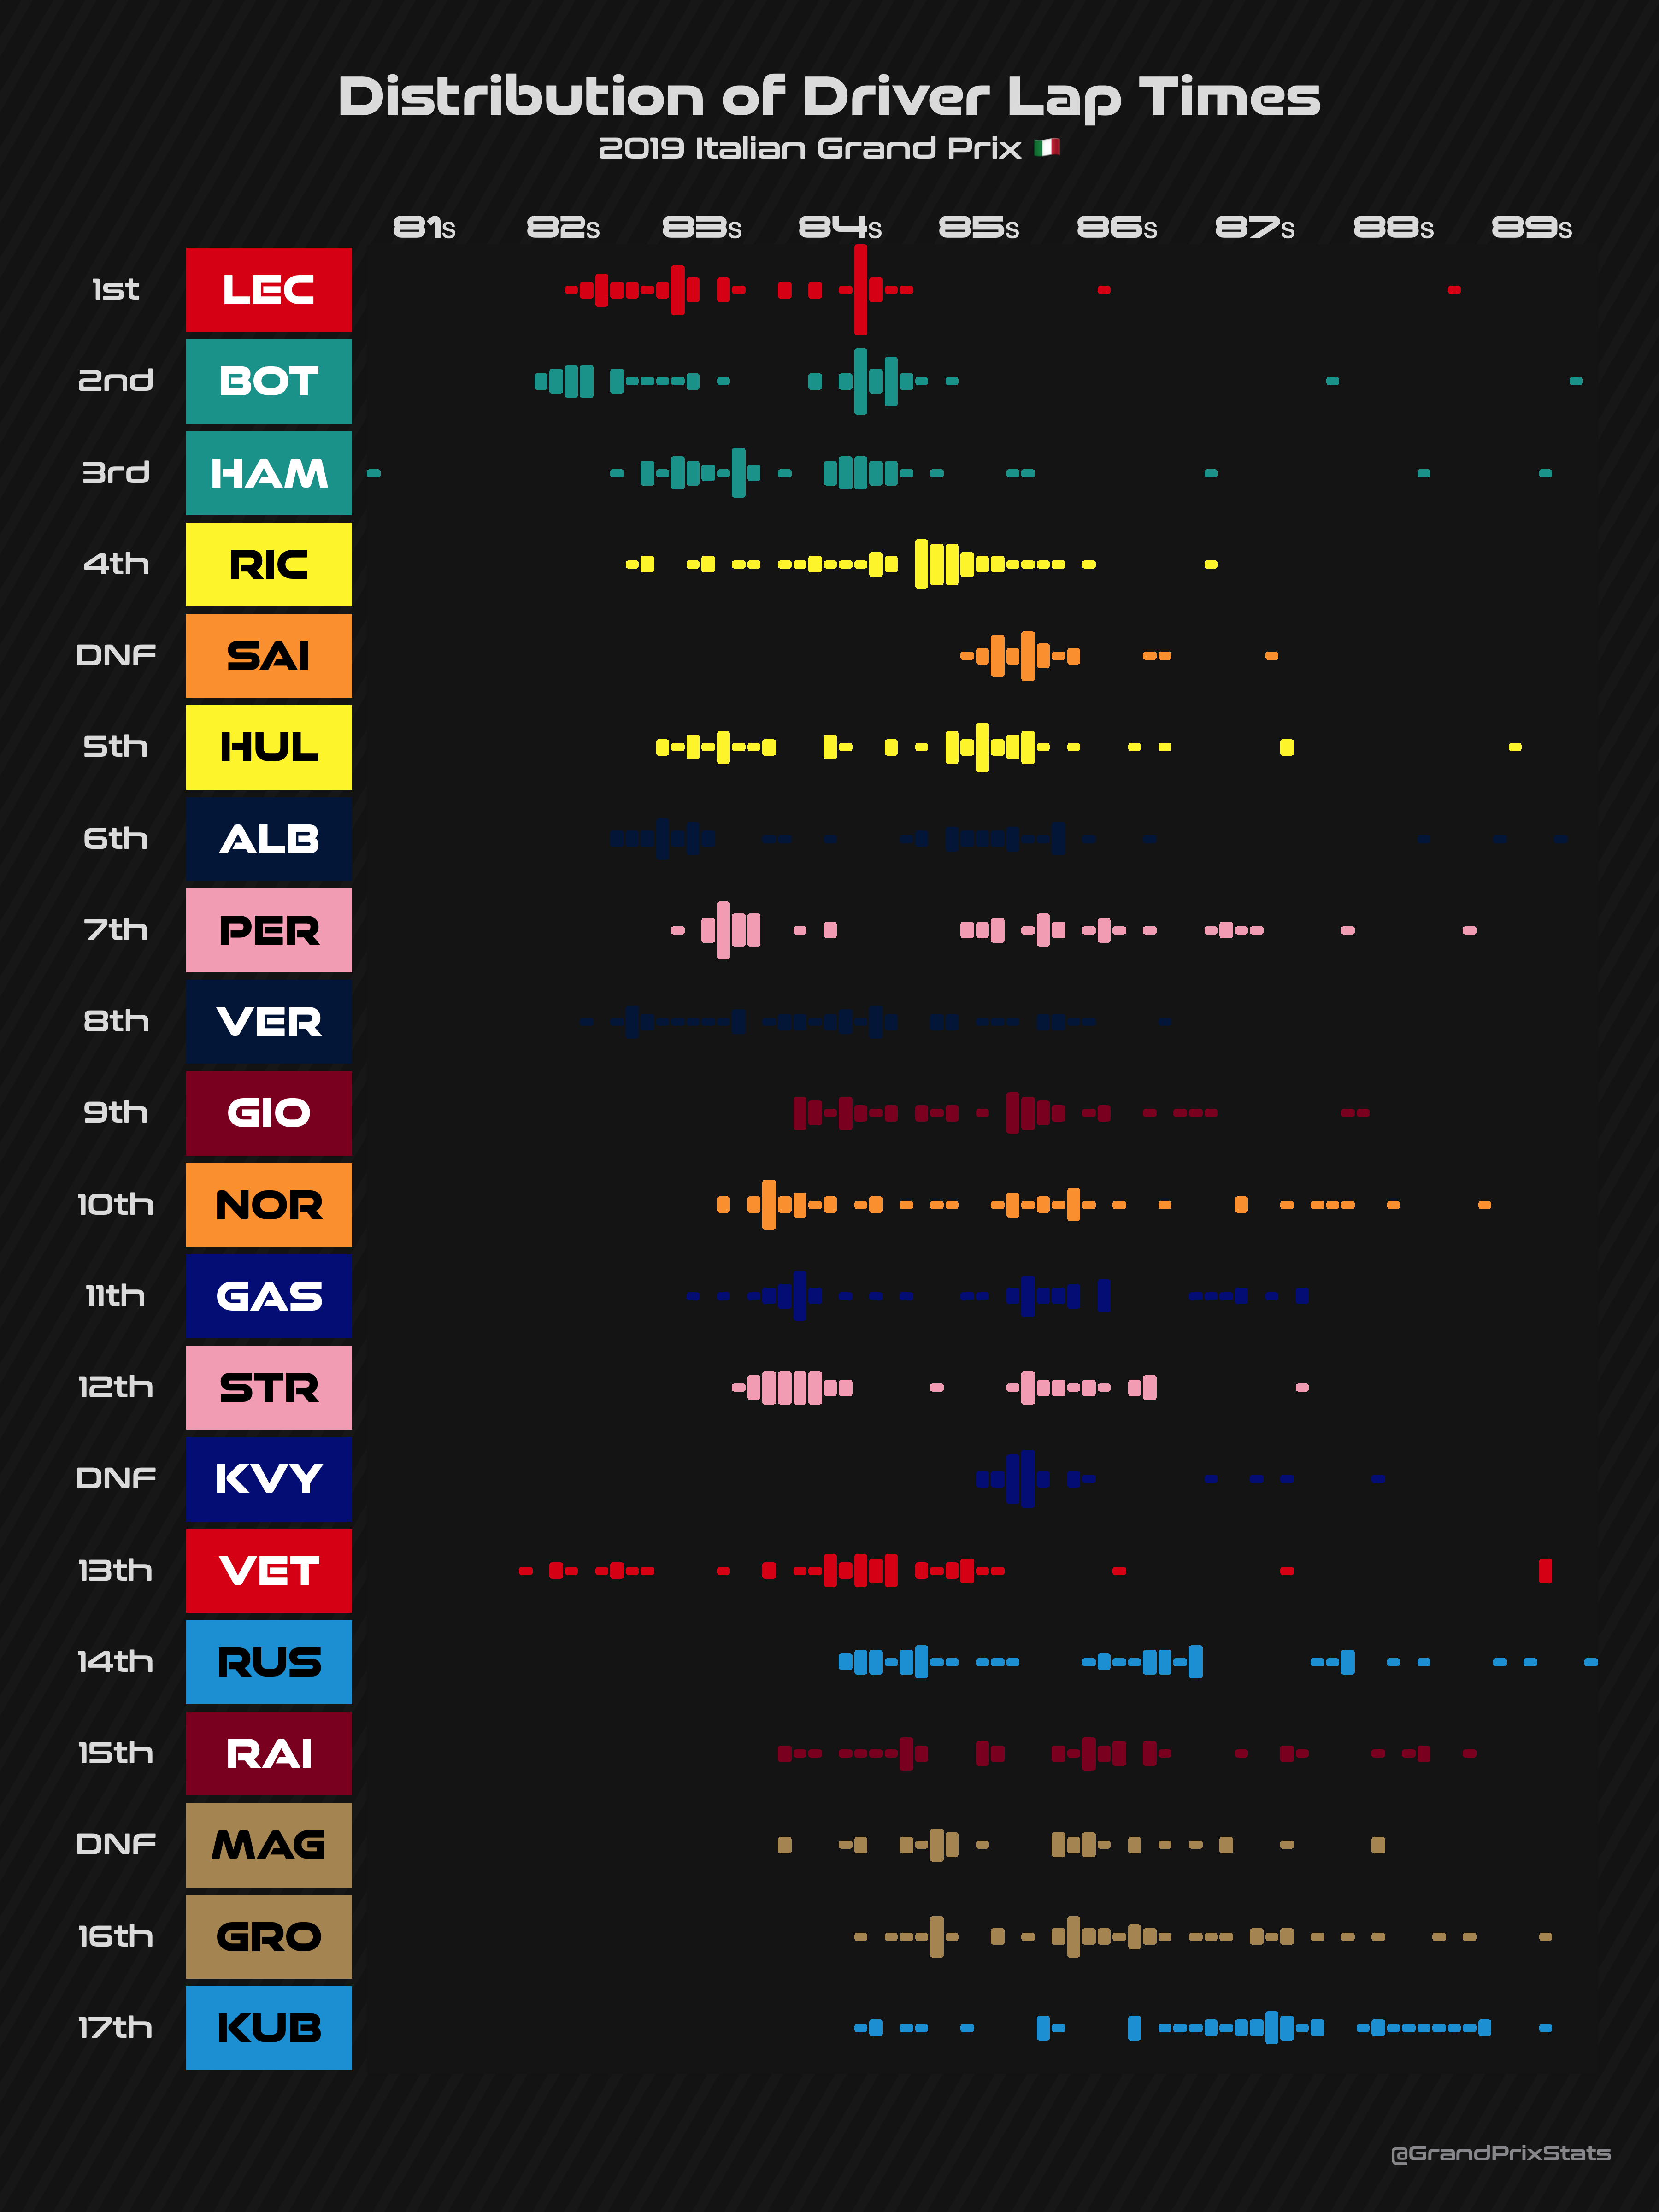 Distribution of Driver Lap Times
2019 Italian Grand Prix 🇮🇹
81s 82s 83s 84s 85s 86s 87s 88s 89s
1st LEC
2nd BOT
3rd HAM
4th RIC
DNF SAI
5th HUL
6th ALB
7th PER
8th VER
9th GIO
10th NOR
11th GAS
12th STR
DNF KVY
13th VET
14th RUS
15th RAI
DNF MAG
16th GRO
17th KUB
@GrandPrixStats